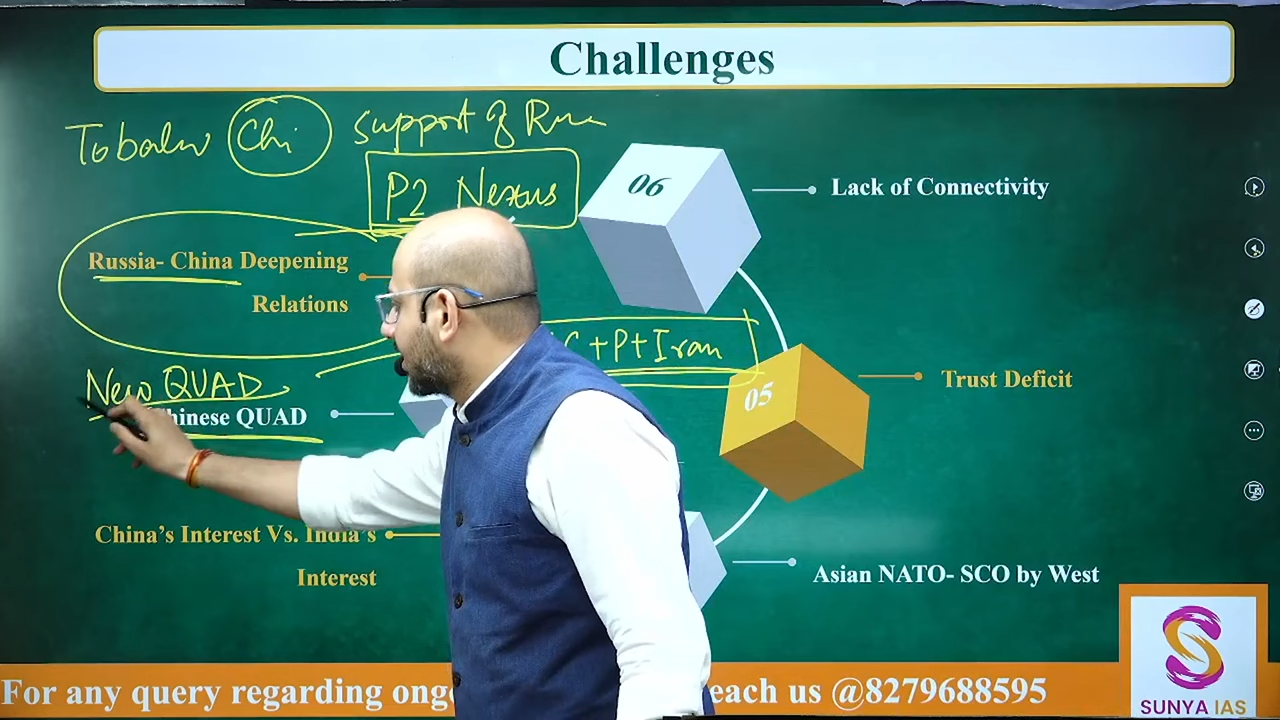 Challenges
To balan Chi support of Rus
P2 Nexus
06
Lack of Connectivity
Russia- China Deepening
Relations
C+P+Iran
New QUAD
05
Trust Deficit
hinese QUAD
China's Interest Vs. India's
Interest
Asian NATO- SCO by West
For any query regarding ong each us @8279688595
SUNYA IAS